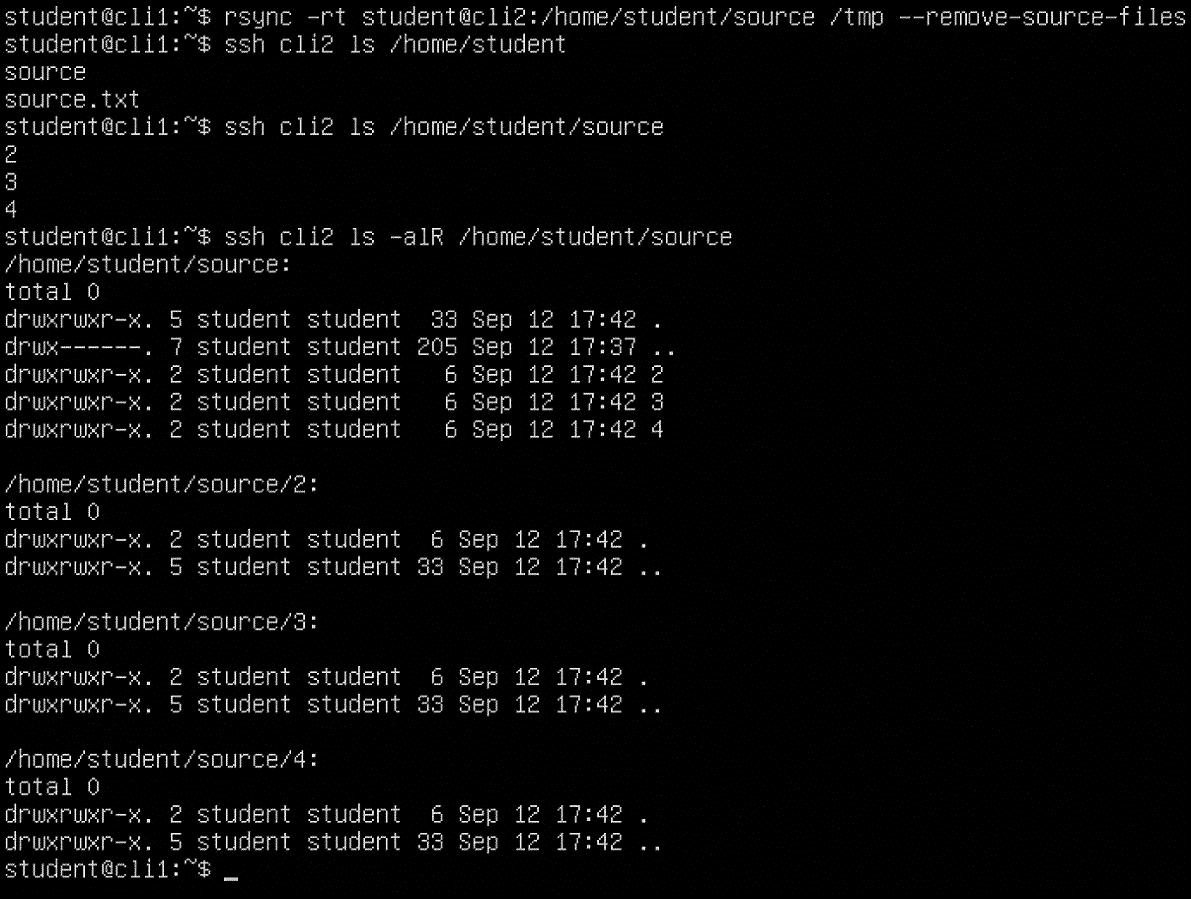 student@cli1:~$ rsync -rt student@cli2:/home/student/source /tmp --remove-source-files
student@cli1:~$ ssh cli2 ls /home/student
source
source.txt
student@cli1:~$ ssh cli2 ls /home/student/source
2
3
4
student@cli1:~$ ssh cli2 ls -alR /home/student/source
/home/student/source:
total 0
drwxrwxr-x. 5 student student  33 Sep 12 17:42 .
drwx------. 7 student student 205 Sep 12 17:37 ..
drwxrwxr-x. 2 student student   6 Sep 12 17:42 2
drwxrwxr-x. 2 student student   6 Sep 12 17:42 3
drwxrwxr-x. 2 student student   6 Sep 12 17:42 4

/home/student/source/2:
total 0
drwxrwxr-x. 2 student student  6 Sep 12 17:42 .
drwxrwxr-x. 5 student student 33 Sep 12 17:42 ..

/home/student/source/3:
total 0
drwxrwxr-x. 2 student student  6 Sep 12 17:42 .
drwxrwxr-x. 5 student student 33 Sep 12 17:42 ..

/home/student/source/4:
total 0
drwxrwxr-x. 2 student student  6 Sep 12 17:42 .
drwxrwxr-x. 5 student student 33 Sep 12 17:42 ..
student@cli1:~$ _